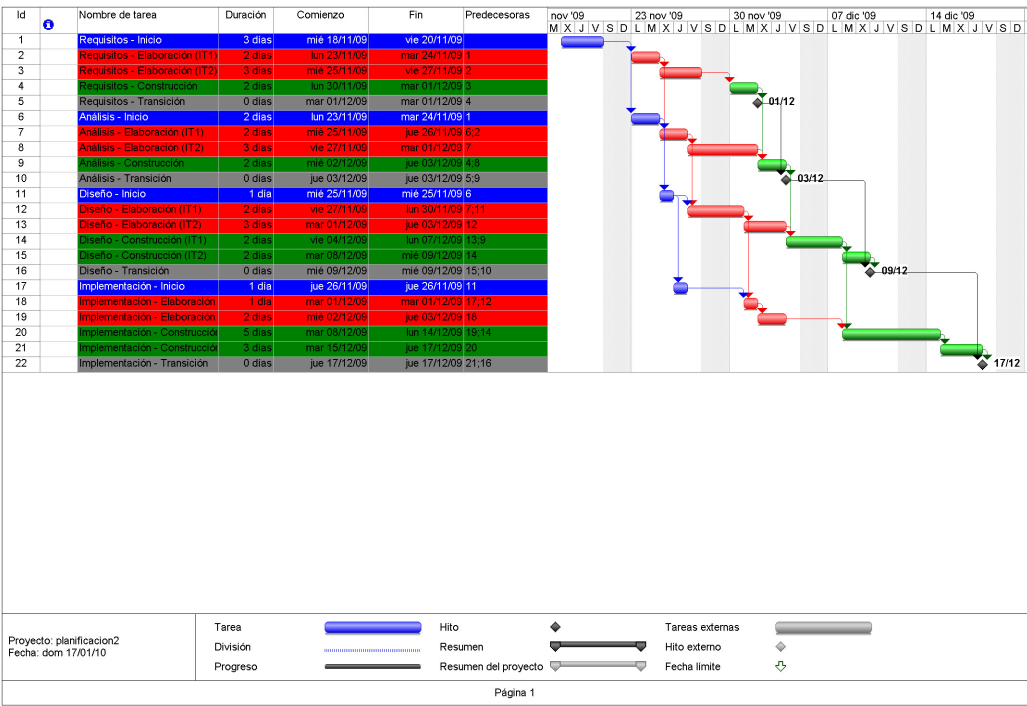 Id Nombre de tarea Duración Comienzo Fin Predecesoras
nov '09 23 nov '09 30 nov '09 07 dic '09 14 dic '09
M X J V S D L M X J V S D L M X J V S D L M X J V S D L M X J V S D
1 Requisitos - Inicio 3 días mié 18/11/09 vie 20/11/09
2 Requisitos - Elaboración (IT1) 2 días lun 23/11/09 mar 24/11/09 1
3 Requisitos - Elaboración (IT2) 3 días mié 25/11/09 vie 27/11/09 2
4 Requisitos - Construcción 2 días lun 30/11/09 mar 01/12/09 3
5 Requisitos - Transición 0 días mar 01/12/09 mar 01/12/09 4 01/12
6 Análisis - Inicio 2 días lun 23/11/09 mar 24/11/09 1
7 Análisis - Elaboración (IT1) 2 días mié 25/11/09 jue 26/11/09 6;2
8 Análisis - Elaboración (IT2) 3 días vie 27/11/09 mar 01/12/09 7
9 Análisis - Construcción 2 días mié 02/12/09 jue 03/12/09 4;8
10 Análisis - Transición 0 días jue 03/12/09 jue 03/12/09 5;9 03/12
11 Diseño - Inicio 1 día mié 25/11/09 mié 25/11/09 6
12 Diseño - Elaboración (IT1) 2 días vie 27/11/09 lun 30/11/09 7;11
13 Diseño - Elaboración (IT2) 3 días mar 01/12/09 jue 03/12/09 12
14 Diseño - Construcción (IT1) 2 días vie 04/12/09 lun 07/12/09 13;9
15 Diseño - Construcción (IT2) 2 días mar 08/12/09 mié 09/12/09 14
16 Diseño - Transición 0 días mié 09/12/09 mié 09/12/09 15;10 09/12
17 Implementación - Inicio 1 día jue 26/11/09 jue 26/11/09 11
18 Implementación - Elaboración 1 día mar 01/12/09 mar 01/12/09 17;12
19 Implementación - Elaboración 2 días mié 02/12/09 jue 03/12/09 18
20 Implementación - Construcció 5 días mar 08/12/09 lun 14/12/09 19;14
21 Implementación - Construcció 3 días mar 15/12/09 jue 17/12/09 20
22 Implementación - Transición 0 días jue 17/12/09 jue 17/12/09 21;16 17/12
Proyecto: planificacion2
Fecha: dom 17/01/10
Tarea Hito Tareas externas
División Resumen Hito externo
Progreso Resumen del proyecto Fecha límite
Página 1